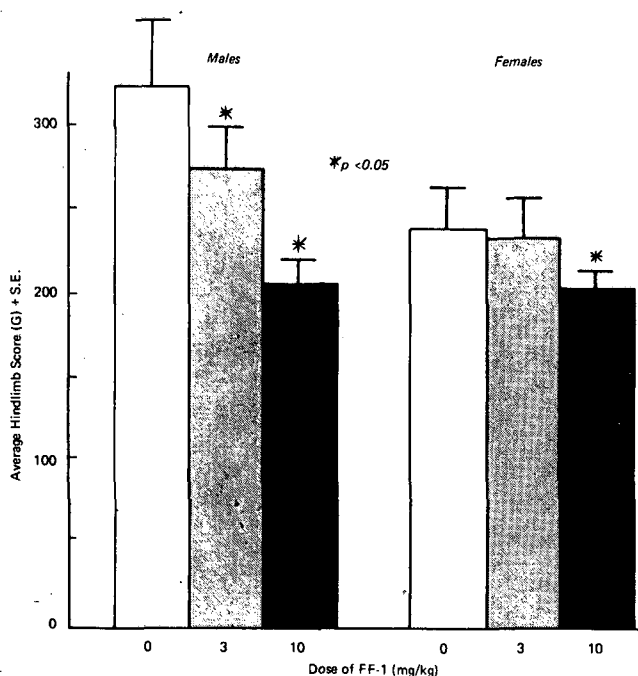 Males
Females
*
*
*p <0.05
*
300
200
100
0
Average Hindlimb Score (G) + S.E.
0
3
10
0
3
10
Dose of FF-1 (mg/kg)